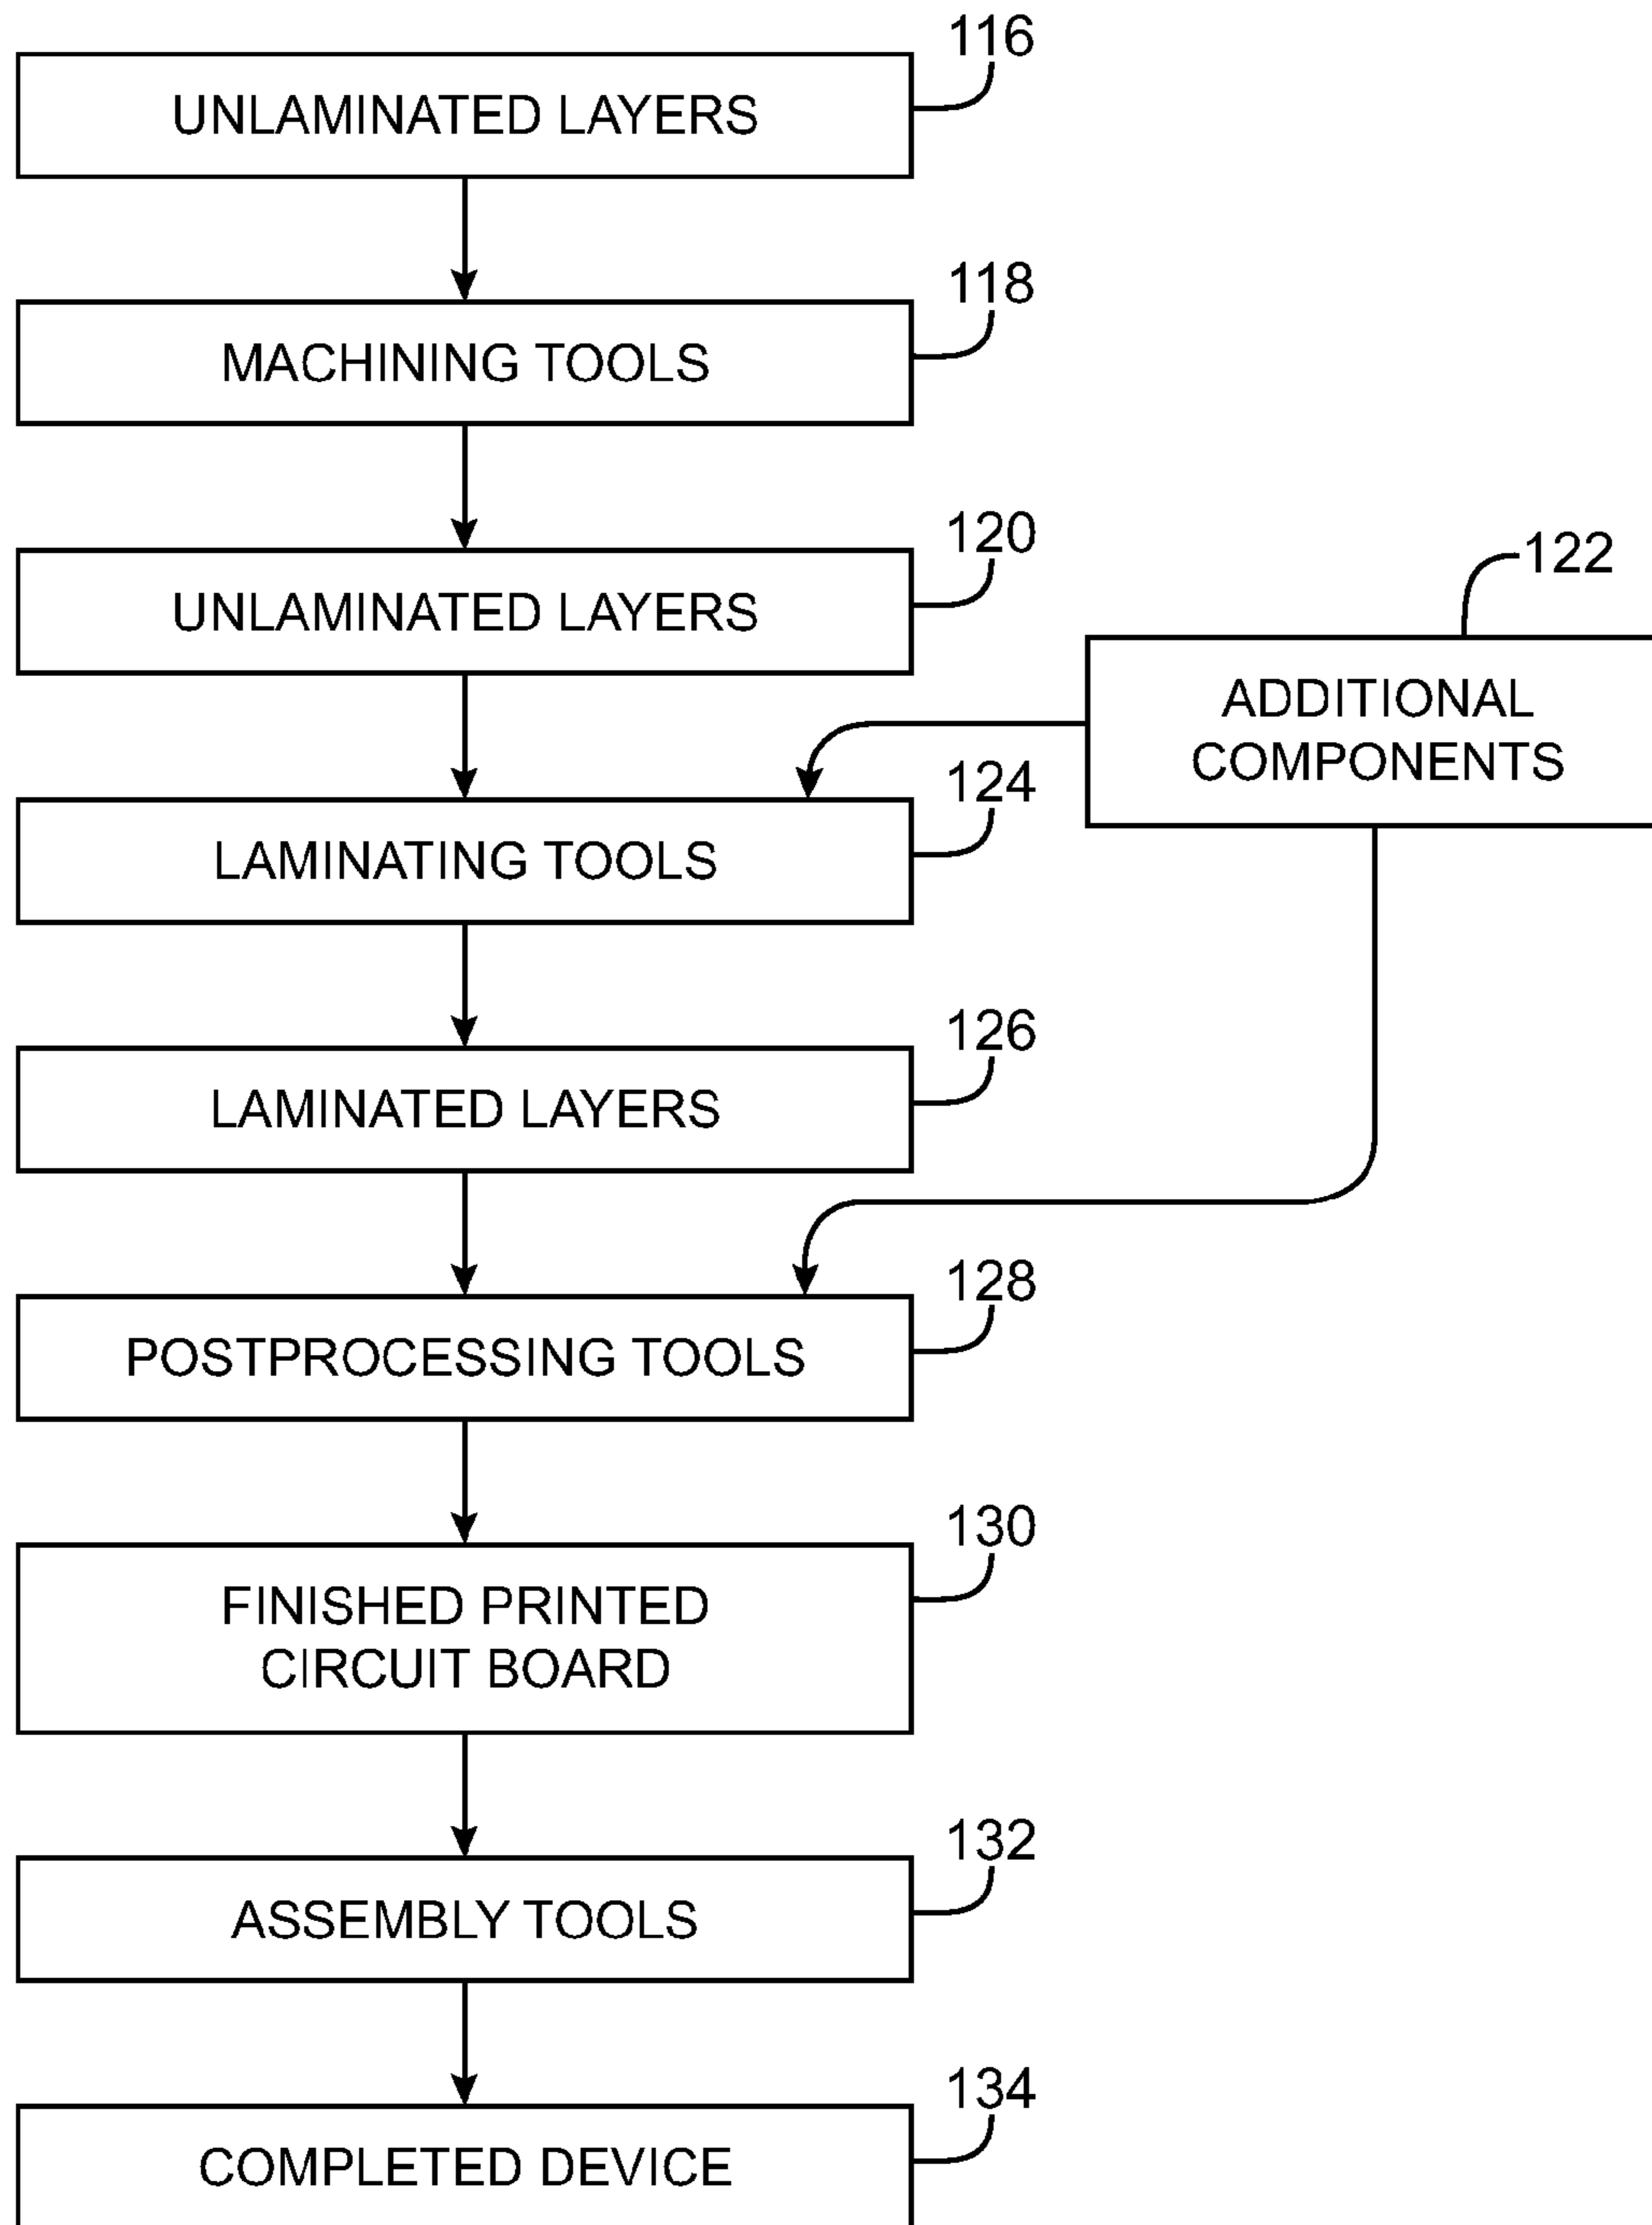 116
UNLAMINATED LAYERS
118
MACHINING TOOLS
120
UNLAMINATED LAYERS
122
ADDITIONAL
COMPONENTS
124
LAMINATING TOOLS
126
LAMINATED LAYERS
128
POSTPROCESSING TOOLS
130
FINISHED PRINTED
CIRCUIT BOARD
132
ASSEMBLY TOOLS
134
COMPLETED DEVICE